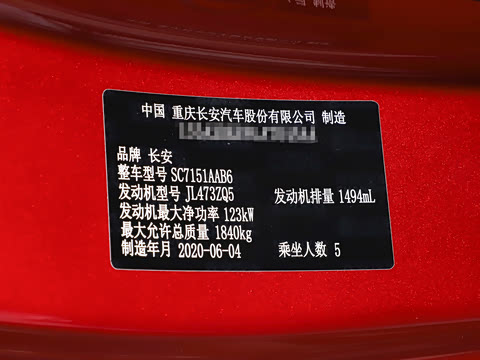 中国 重庆长安汽车股份有限公司 制造
品牌 长安
整车型号 SC7151AAB6
发动机型号 JL473ZQ5 发动机排量 1494mL
发动机最大净功率 123kW
最大允许总质量 1840kg
制造年月 2020-06-04 乘坐人数 5